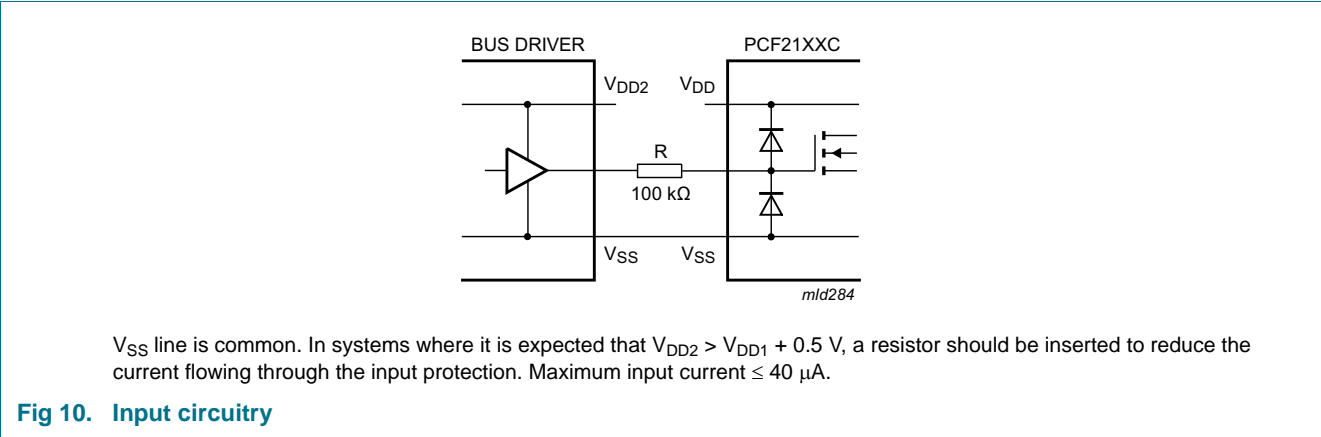 BUS DRIVER
PCF21XXC
VDD2
VDD
R
100 kΩ
VSS
VSS
mld284
VSS line is common. In systems where it is expected that VDD2 > VDD1 + 0.5 V, a resistor should be inserted to reduce the
current flowing through the input protection. Maximum input current ≤ 40 μA.
Fig 10. Input circuitry